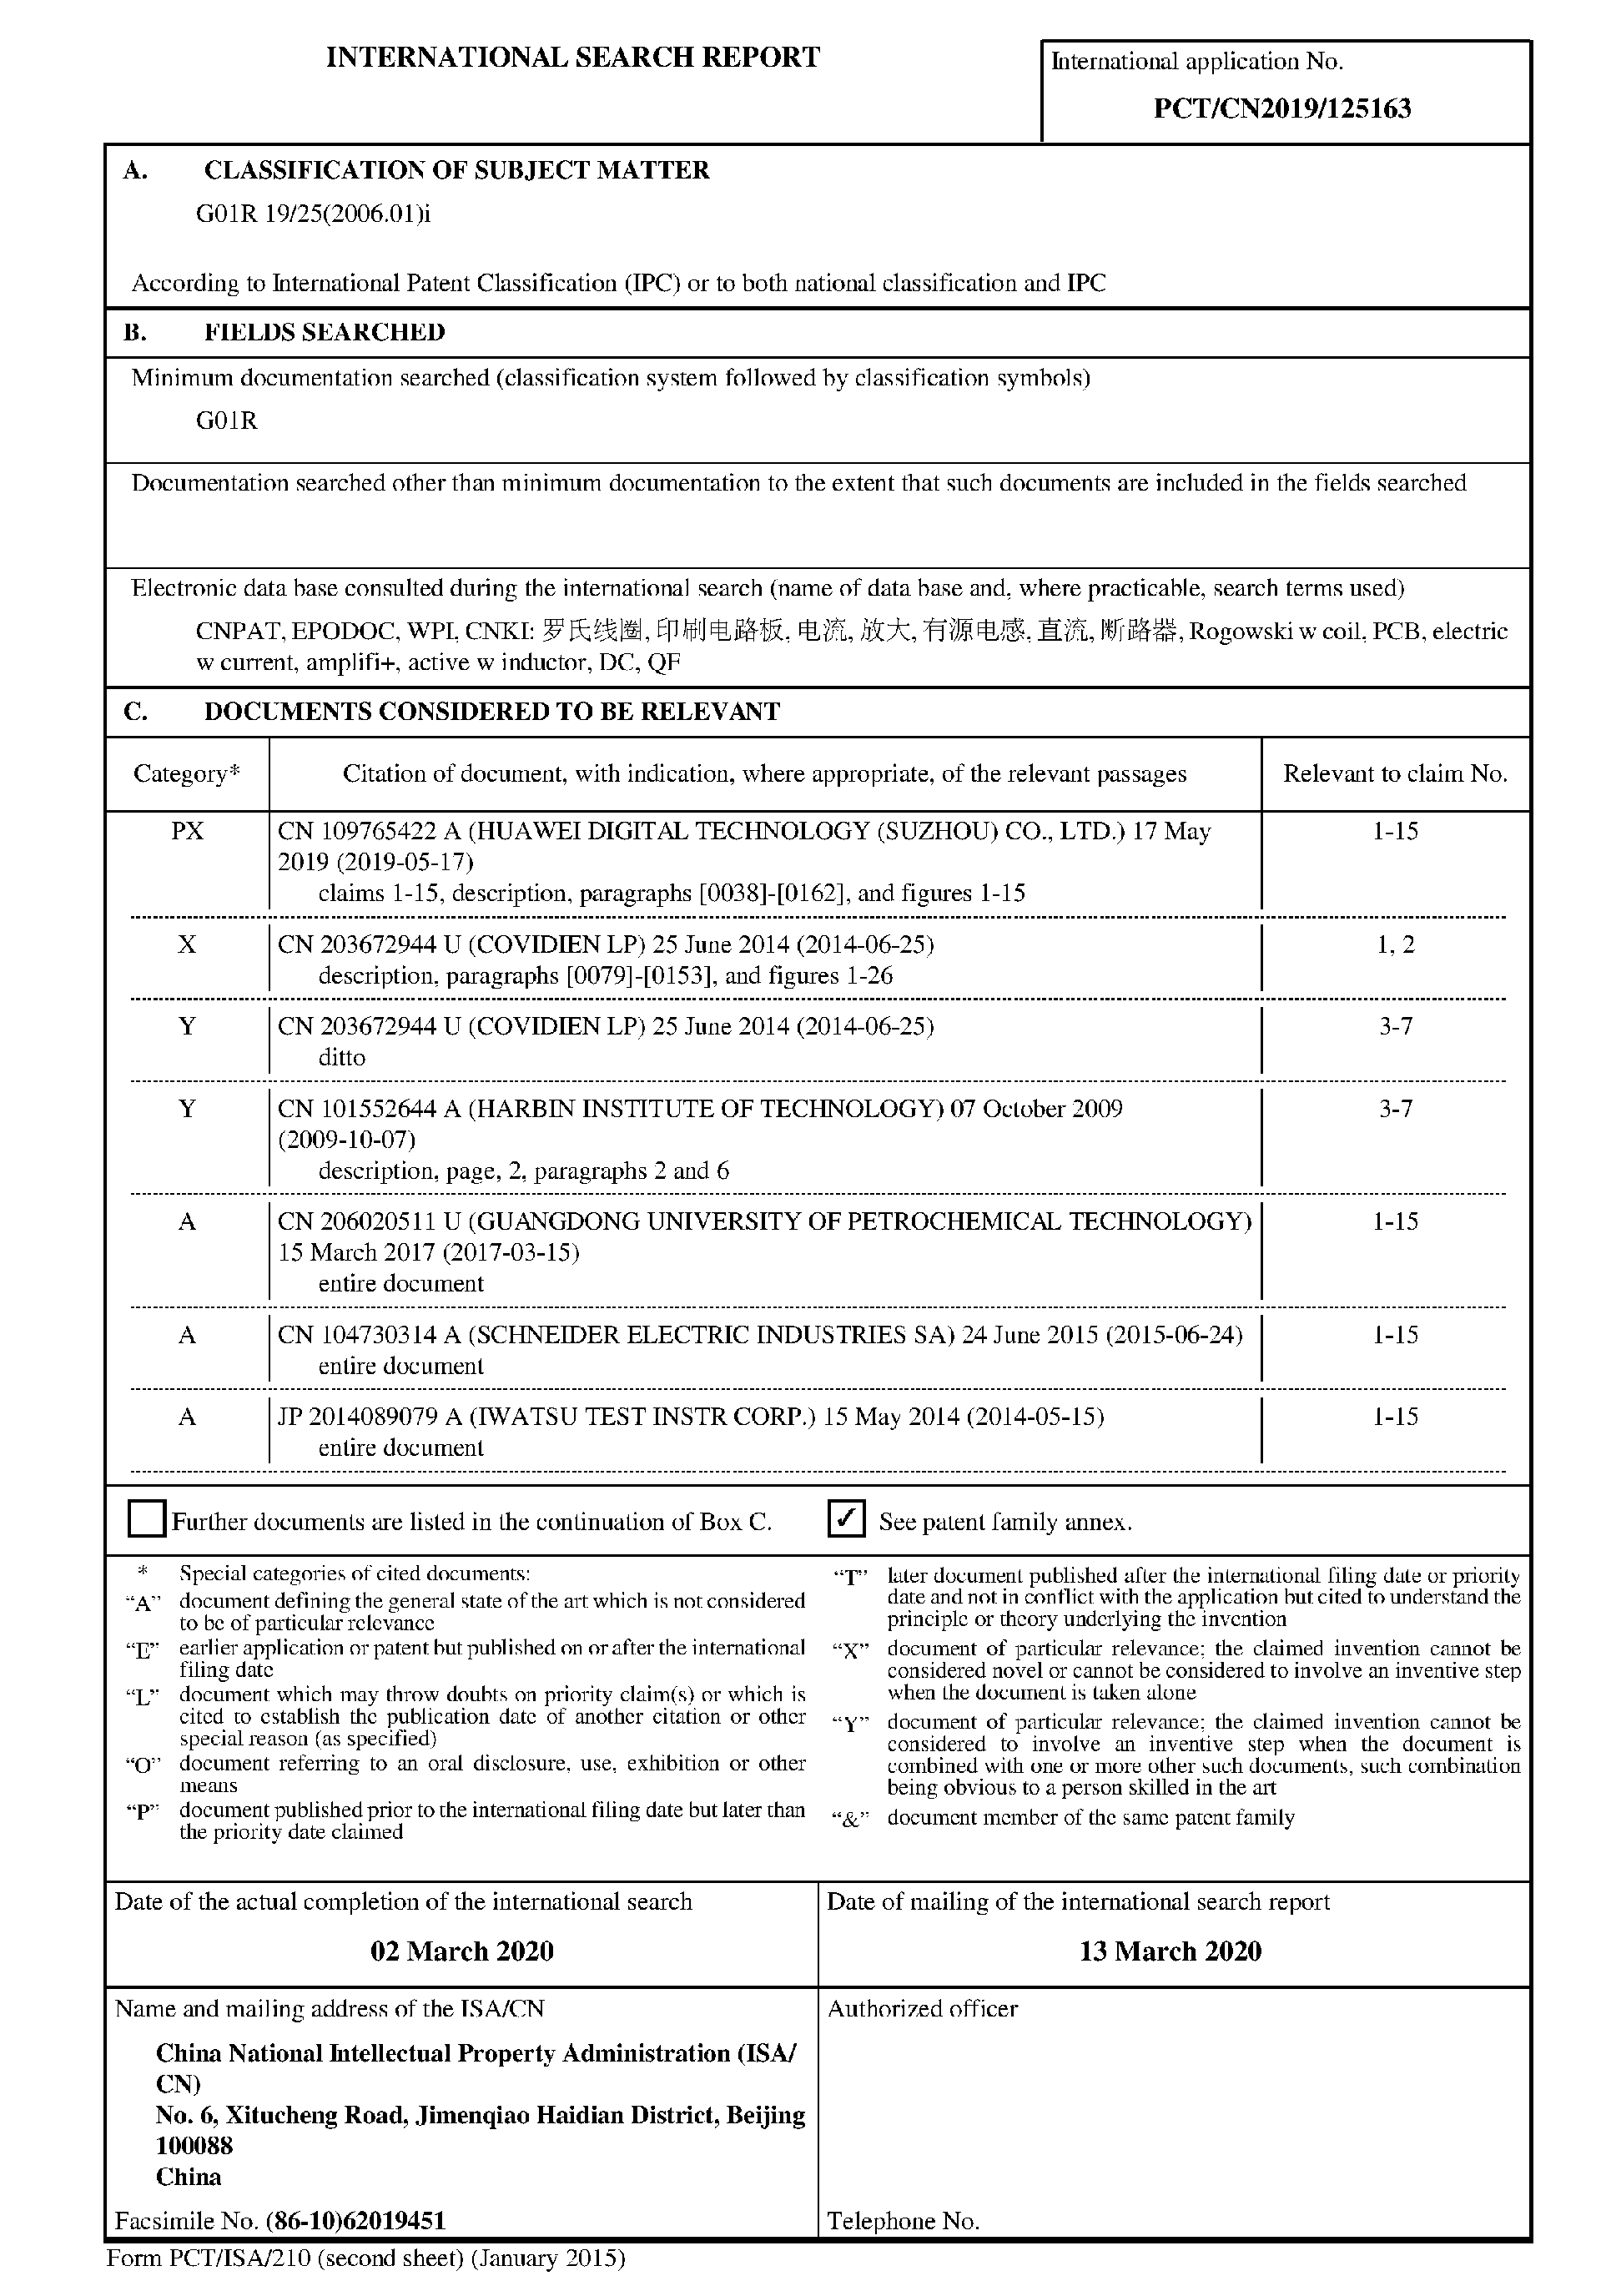 INTERNATIONAL SEARCH REPORT
International application No.
PCT/CN2019/125163
A. CLASSIFICATION OF SUBJECT MATTER
G01R 19/25(2006.01)i
According to International Patent Classification (IPC) or to both national classification and IPC
B. FIELDS SEARCHED
Minimum documentation searched (classification system followed by classification symbols)
G01R
Documentation searched other than minimum documentation to the extent that such documents are included in the fields searched
Electronic data base consulted during the international search (name of data base and, where practicable, search terms used)
CNPAT, EPODOC, WPI, CNKI: 罗氏线圈, 印刷电路板, 电流, 放大, 有源电感, 直流, 断路器, Rogowski w coil, PCB, electric
w current, amplifi+, active w inductor, DC, QF
C. DOCUMENTS CONSIDERED TO BE RELEVANT
Category* Citation of document, with indication, where appropriate, of the relevant passages Relevant to claim No.
PX CN 109765422 A (HUAWEI DIGITAL TECHNOLOGY (SUZHOU) CO., LTD.) 17 May 1-15
2019 (2019-05-17)
claims 1-15, description, paragraphs [0038]-[0162], and figures 1-15
X CN 203672944 U (COVIDIEN LP) 25 June 2014 (2014-06-25) 1, 2
description, paragraphs [0079]-[0153], and figures 1-26
Y CN 203672944 U (COVIDIEN LP) 25 June 2014 (2014-06-25) 3-7
ditto
Y CN 101552644 A (HARBIN INSTITUTE OF TECHNOLOGY) 07 October 2009 3-7
(2009-10-07)
description, page, 2, paragraphs 2 and 6
A CN 206020511 U (GUANGDONG UNIVERSITY OF PETROCHEMICAL TECHNOLOGY) 1-15
15 March 2017 (2017-03-15)
entire document
A CN 104730314 A (SCHNEIDER ELECTRIC INDUSTRIES SA) 24 June 2015 (2015-06-24) 1-15
entire document
A JP 2014089079 A (IWATSU TEST INSTR CORP.) 15 May 2014 (2014-05-15) 1-15
entire document
Further documents are listed in the continuation of Box C.
✓ See patent family annex.
* Special categories of cited documents:
“A” document defining the general state of the art which is not considered
to be of particular relevance
“E” earlier application or patent but published on or after the international
filing date
“L” document which may throw doubts on priority claim(s) or which is
cited to establish the publication date of another citation or other
special reason (as specified)
“O” document referring to an oral disclosure, use, exhibition or other
means
“P” document published prior to the international filing date but later than
the priority date claimed
“T” later document published after the international filing date or priority
date and not in conflict with the application but cited to understand the
principle or theory underlying the invention
“X” document of particular relevance; the claimed invention cannot be
considered novel or cannot be considered to involve an inventive step
when the document is taken alone
“Y” document of particular relevance; the claimed invention cannot be
considered to involve an inventive step when the document is
combined with one or more other such documents, such combination
being obvious to a person skilled in the art
“&” document member of the same patent family
Date of the actual completion of the international search
02 March 2020
Date of mailing of the international search report
13 March 2020
Name and mailing address of the ISA/CN
China National Intellectual Property Administration (ISA/
CN)
No. 6, Xitucheng Road, Jimenqiao Haidian District, Beijing
100088
China
Facsimile No. (86-10)62019451
Authorized officer
Telephone No.
Form PCT/ISA/210 (second sheet) (January 2015)